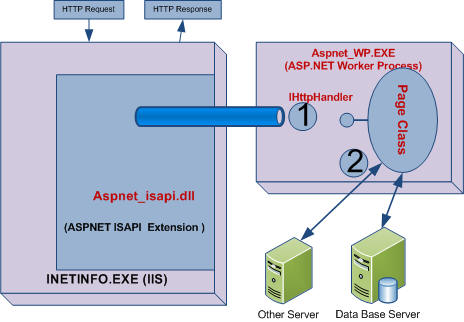 HTTP Request
HTTP Response
Aspnet_WP.EXE
(ASP.NET Worker Process)
IHttpHandler
1
Page Class
2
Aspnet_isapi.dll
(ASPNET ISAPI Extension )
INETINFO.EXE (IIS)
Other Server
Data Base Server